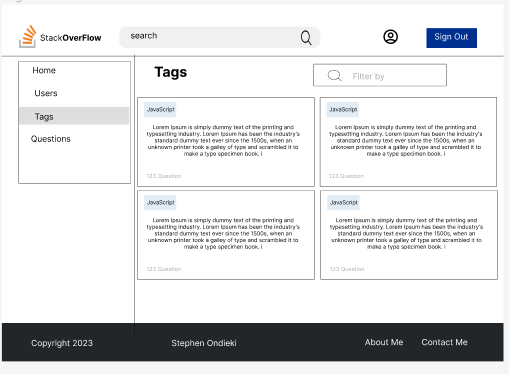 StackOverFlow
search
Sign Out
Home
Users
Tags
Questions
Tags
Filter by
JavaScript
Lorem Ipsum is simply dummy text of the printing and
typesetting industry. Lorem Ipsum has been the industry's
standard dummy text ever since the 1500s, when an
unknown printer took a galley of type and scrambled it to
make a type specimen book. i
123 Question
JavaScript
Lorem Ipsum is simply dummy text of the printing and
typesetting industry. Lorem Ipsum has been the industry's
standard dummy text ever since the 1500s, when an
unknown printer took a galley of type and scrambled it to
make a type specimen book. i
123 Question
JavaScript
Lorem Ipsum is simply dummy text of the printing and
typesetting industry. Lorem Ipsum has been the industry's
standard dummy text ever since the 1500s, when an
unknown printer took a galley of type and scrambled it to
make a type specimen book. i
123 Question
JavaScript
Lorem Ipsum is simply dummy text of the printing and
typesetting industry. Lorem Ipsum has been the industry's
standard dummy text ever since the 1500s, when an
unknown printer took a galley of type and scrambled it to
make a type specimen book. i
123 Question
Copyright 2023
Stephen Ondieki
About Me
Contact Me